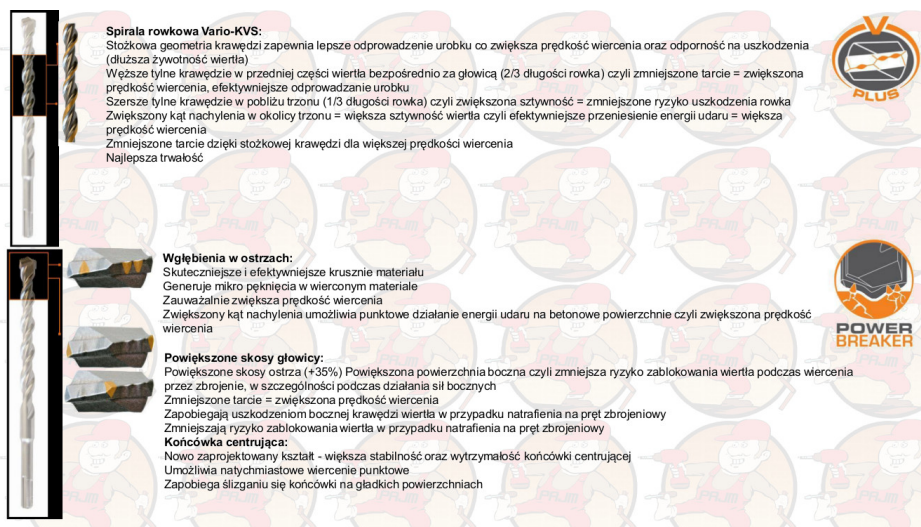 Spirala rowkowa Vario-KVS:
Stożkowa geometria krawędzi zapewnia lepsze odprowadzenie urobku co zwiększa prędkość wiercenia oraz odporność na uszkodzenia
(dłuższa żywotność wiertła)
Węższe tylne krawędzie w przedniej części wiertła bezpośrednio za głowicą (2/3 długości rowka) czyli zmniejszone tarcie = zwiększona
prędkość wiercenia, efektywniejsze odprowadzanie urobku
Szersze tylne krawędzie w pobliżu trzonu (1/3 długości rowka) czyli zwiększona sztywność = zmniejszone ryzyko uszkodzenia rowka
Zwiększony kąt nachylenia w okolicy trzonu = większa sztywność wiertła czyli efektywniejsze przeniesienie energii udaru = większa
prędkość wiercenia
Zmniejszone tarcie dzięki stożkowej krawędzi dla większej prędkości wiercenia
Najlepsza trwałość
V
PLUS
Wgłębienia w ostrzach:
Skuteczniejsze i efektywniejsze krusznie materiału
Generuje mikro pęknięcia w wierconym materiale
Zauważalnie zwiększa prędkość wiercenia
Zwiększony kąt nachylenia umożliwia punktowe działanie energii udaru na betonowe powierzchnie czyli zwiększona prędkość
wiercenia
POWER
BREAKER
Powiększone skosy głowicy:
Powiększone skosy ostrza (+35%) Powiększona powierzchnia boczna czyli zmniejsza ryzyko zablokowania wiertła podczas wiercenia
przez zbrojenie, w szczególności podczas działania sił bocznych
Zmniejszone tarcie = zwiększona prędkość wiercenia
Zapobiegają uszkodzeniom bocznej krawędzi wiertła w przypadku natrafienia na pręt zbrojeniowy
Zmniejszają ryzyko zablokowania wiertła w przypadku natrafienia na pręt zbrojeniowy
Końcówka centrująca:
Nowo zaprojektowany kształt - większa stabilność oraz wytrzymałość końcówki centrującej
Umożliwia natychmiastowe wiercenie punktowe
Zapobiega ślizganiu się końcówki na gładkich powierzchniach